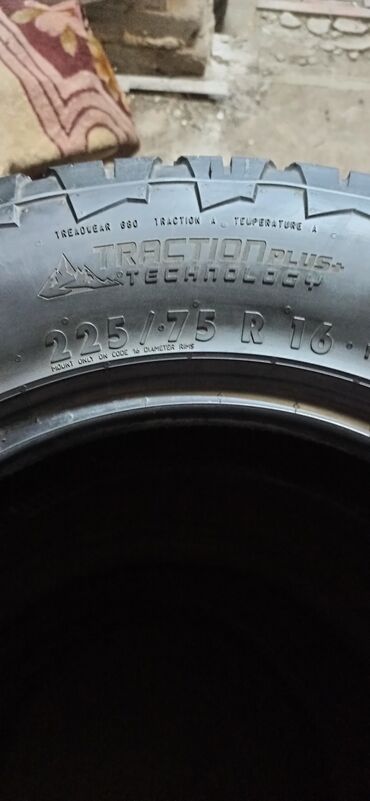 TREADWEAR 660 TRACTION A TEMPERATURE A
TRACTION PLUS+
TECHNOLOGY
225/75 R 16
MOUNT ONLY ON CODE 16 DIAMETER RIMS